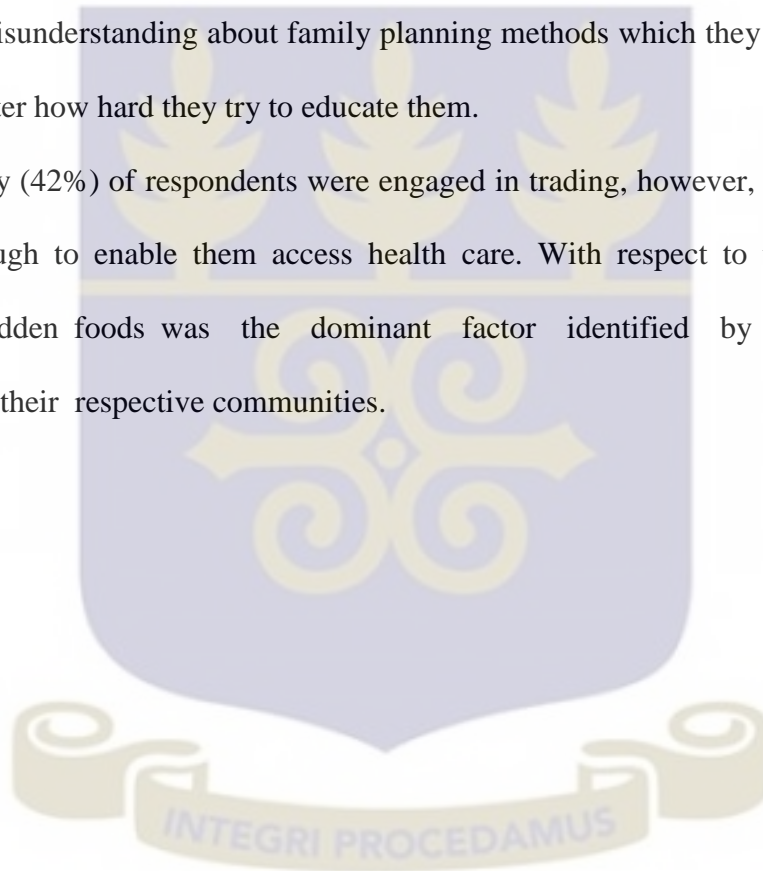 isunderstanding about family planning methods which they
ter how hard they try to educate them.
y (42%) of respondents were engaged in trading, however,
ugh to enable them access health care. With respect to
dden foods was the dominant factor identified by
their respective communities.
INTEGRI PROCEDAMUS